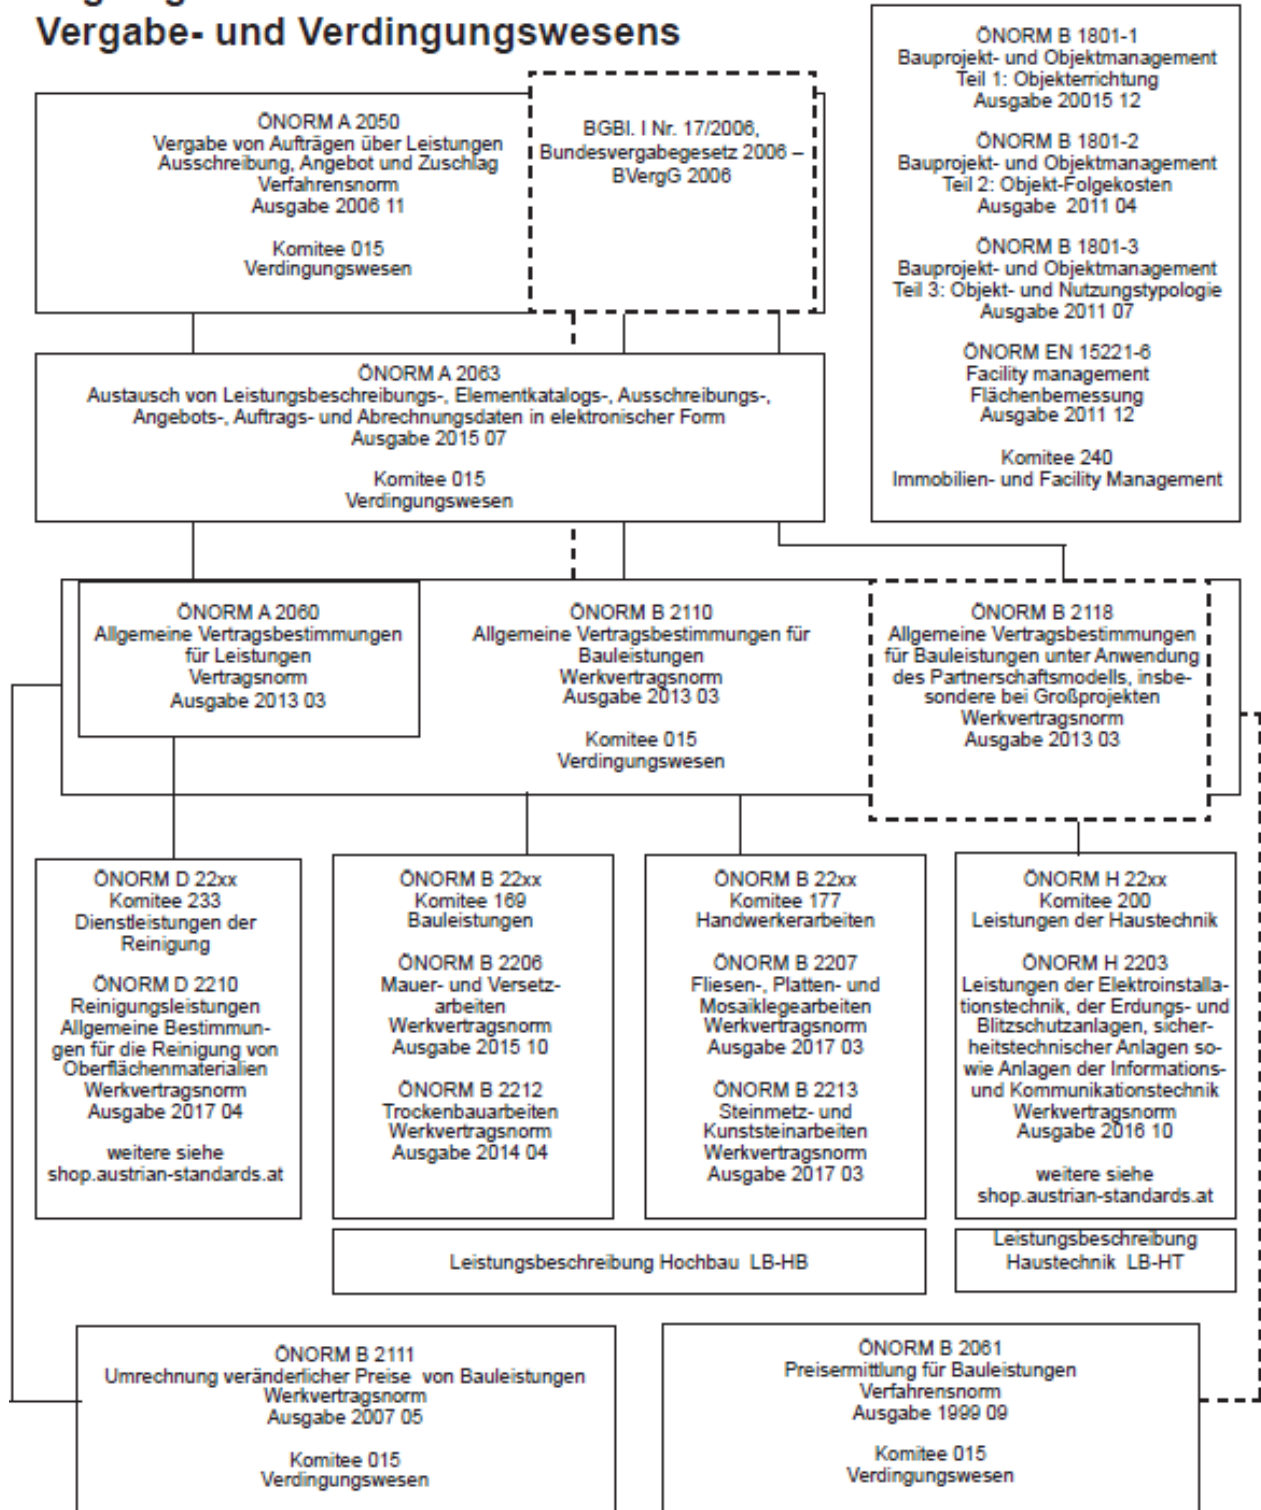 Vergabe- und Verdingungswesens
ÖNORM A 2050
Vergabe von Aufträgen über Leistungen
Ausschreibung, Angebot und Zuschlag
Verfahrensnorm
Ausgabe 2006 11
Komitee 015
Verdingungswesen
BGBl. I Nr. 17/2006,
Bundesvergabegesetz 2006 –
BVergG 2006
ÖNORM B 1801-1
Bauprojekt- und Objektmanagement
Teil 1: Objekterrichtung
Ausgabe 20015 12
ÖNORM B 1801-2
Bauprojekt- und Objektmanagement
Teil 2: Objekt-Folgekosten
Ausgabe 2011 04
ÖNORM B 1801-3
Bauprojekt- und Objektmanagement
Teil 3: Objekt- und Nutzungstypologie
Ausgabe 2011 07
ÖNORM EN 15221-6
Facility management
Flächenbemessung
Ausgabe 2011 12
Komitee 240
Immobilien- und Facility Management
ÖNORM A 2063
Austausch von Leistungsbeschreibungs-, Elementkatalogs-, Ausschreibungs-,
Angebots-, Auftrags- und Abrechnungsdaten in elektronischer Form
Ausgabe 2015 07
Komitee 015
Verdingungswesen
ÖNORM A 2060
Allgemeine Vertragsbestimmungen
für Leistungen
Vertragsnorm
Ausgabe 2013 03
ÖNORM B 2110
Allgemeine Vertragsbestimmungen für
Bauleistungen
Werkvertragsnorm
Ausgabe 2013 03
Komitee 015
Verdingungswesen
ÖNORM B 2118
Allgemeine Vertragsbestimmungen
für Bauleistungen unter Anwendung
des Partnerschaftsmodells, insbe-
sondere bei Großprojekten
Werkvertragsnorm
Ausgabe 2013 03
ÖNORM D 22xx
Komitee 233
Dienstleistungen der
Reinigung
ÖNORM D 2210
Reinigungsleistungen
Allgemeine Bestimmun-
gen für die Reinigung von
Oberflächenmaterialien
Werkvertragsnorm
Ausgabe 2017 04
weitere siehe
shop.austrian-standards.at
ÖNORM B 22xx
Komitee 169
Bauleistungen
ÖNORM B 2206
Mauer- und Versetz-
arbeiten
Werkvertragsnorm
Ausgabe 2015 10
ÖNORM B 2212
Trockenbauarbeiten
Werkvertragsnorm
Ausgabe 2014 04
ÖNORM B 22xx
Komitee 177
Handwerkerarbeiten
ÖNORM B 2207
Fliesen-, Platten- und
Mosaiklegearbeiten
Werkvertragsnorm
Ausgabe 2017 03
ÖNORM B 2213
Steinmetz- und
Kunststeinarbeiten
Werkvertragsnorm
Ausgabe 2017 03
ÖNORM H 22xx
Komitee 200
Leistungen der Haustechnik
ÖNORM H 2203
Leistungen der Elektroinstalla-
tionstechnik, der Erdungs- und
Blitzschutzanlagen, sicher-
heitstechnischer Anlagen so-
wie Anlagen der Informations-
und Kommunikationstechnik
Werkvertragsnorm
Ausgabe 2016 10
weitere siehe
shop.austrian-standards.at
Leistungsbeschreibung Hochbau LB-HB
Leistungsbeschreibung
Haustechnik LB-HT
ÖNORM B 2111
Umrechnung veränderlicher Preise von Bauleistungen
Werkvertragsnorm
Ausgabe 2007 05
Komitee 015
Verdingungswesen
ÖNORM B 2061
Preisermittlung für Bauleistungen
Verfahrensnorm
Ausgabe 1999 09
Komitee 015
Verdingungswesen